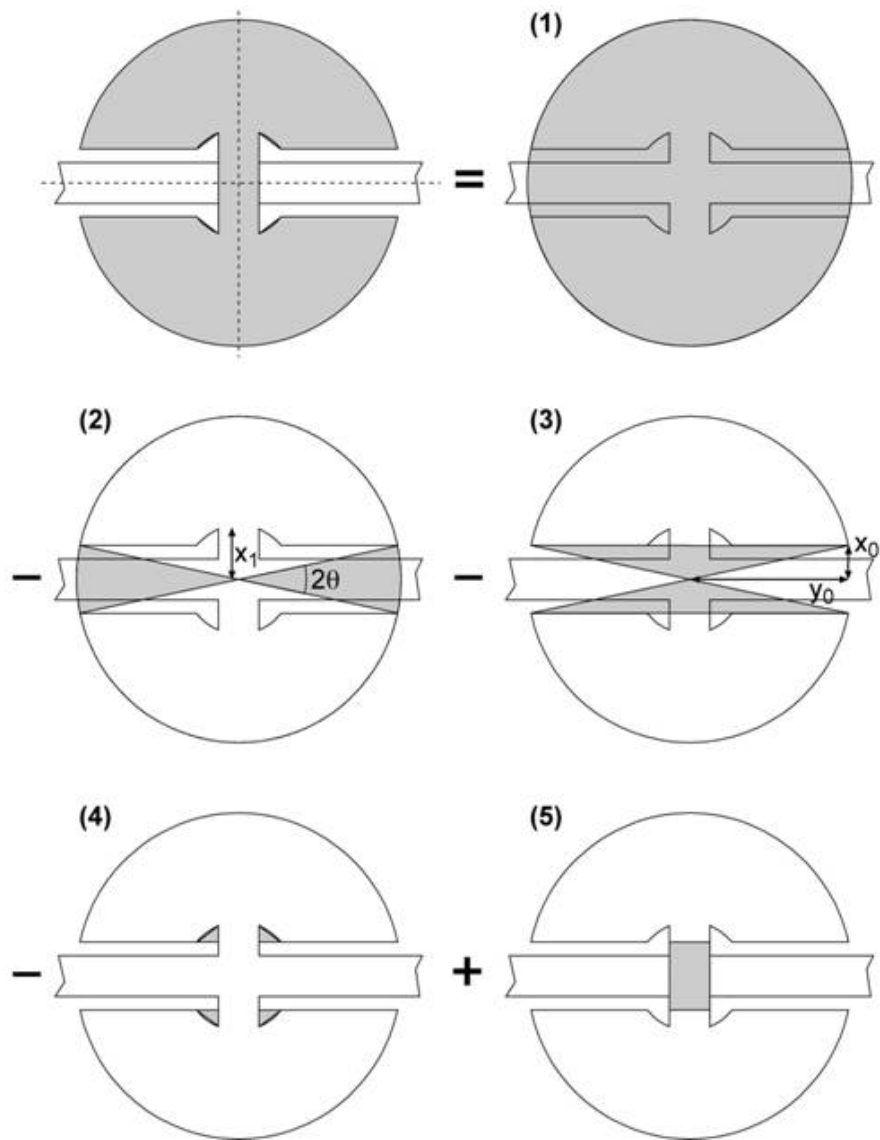 (1)
=
(2)
(3)
x₁
2θ
x₀
y₀
−
−
(4)
(5)
−
+